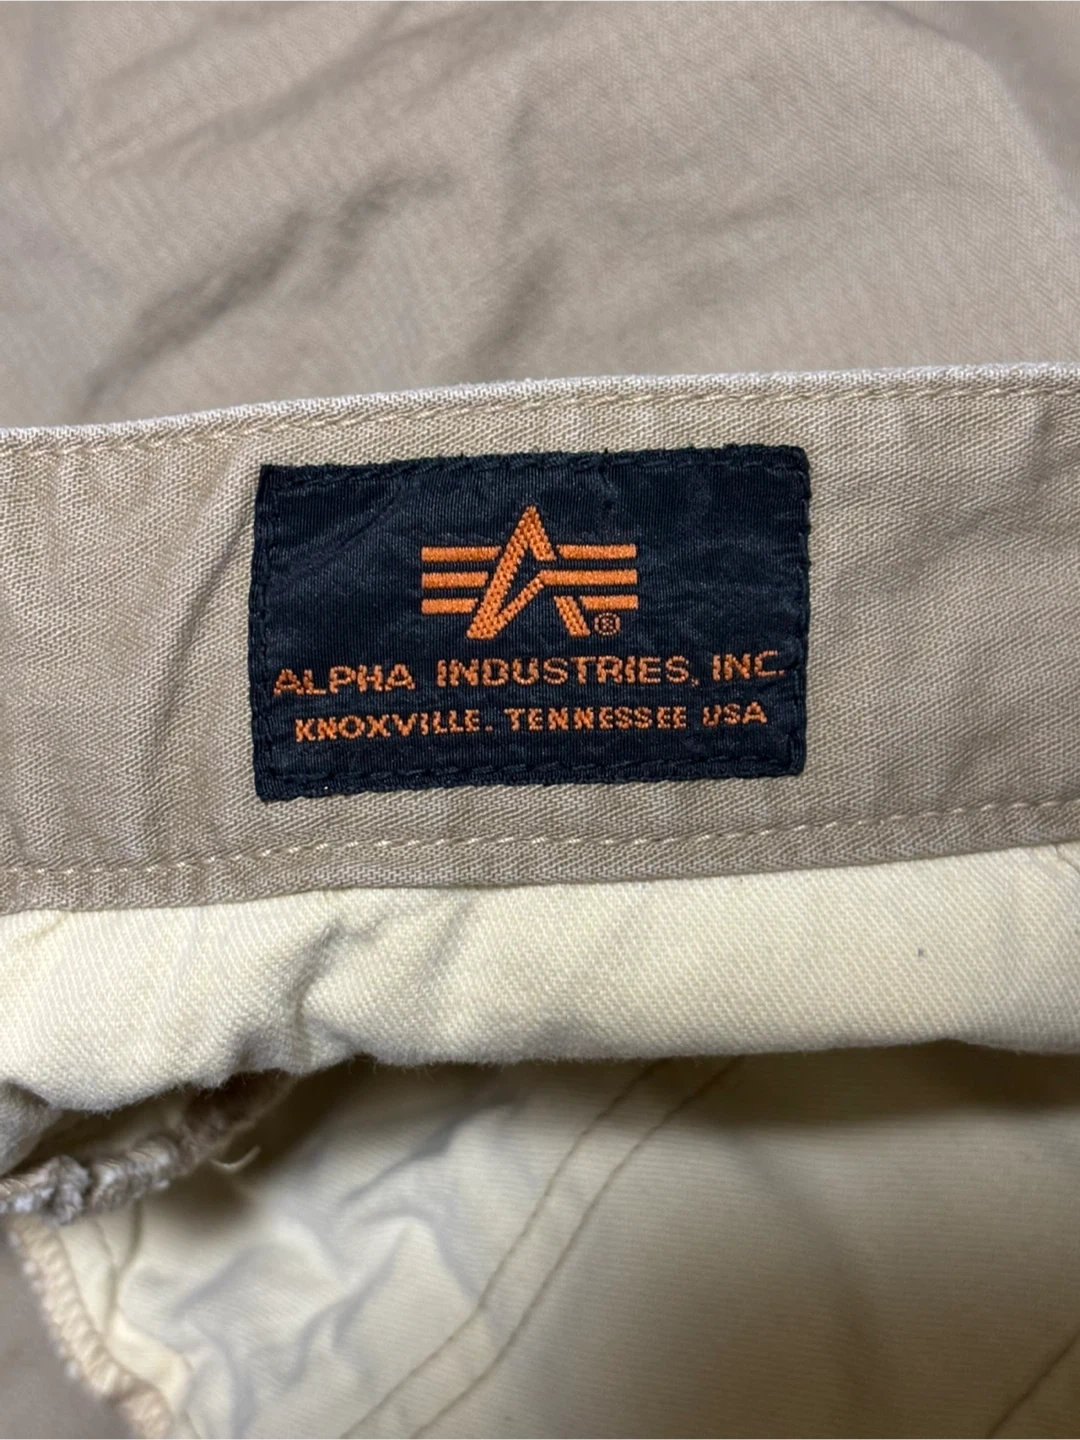 ®
ALPHA INDUSTRIES, INC.
KNOXVILLE. TENNESSEE USA